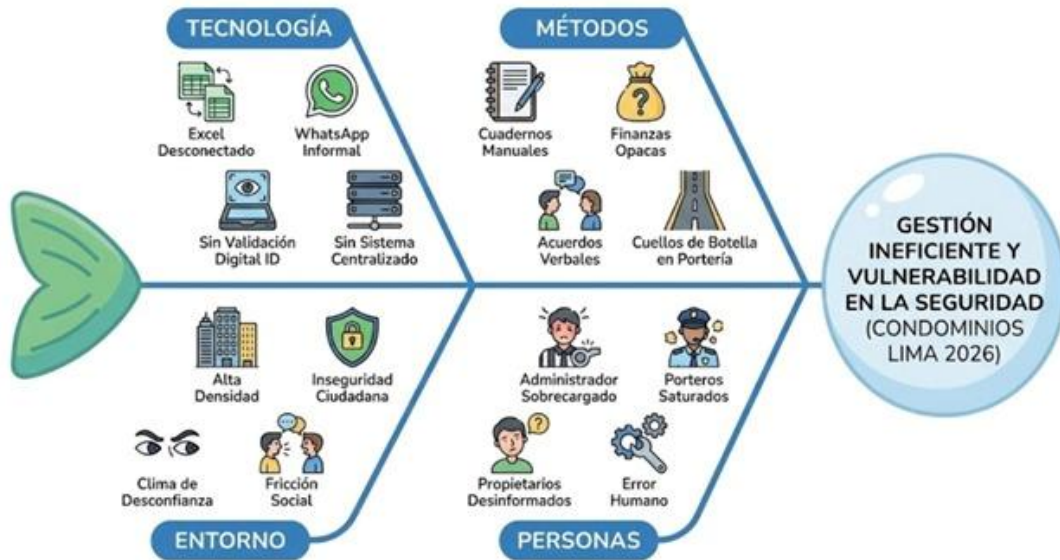 TECNOLOGÍA
MÉTODOS
Excel
Desconectado
WhatsApp
Informal
Cuadernos
Manuales
?
Finanzas
Opacas
Sin Validación
Digital ID
Sin Sistema
Centralizado
Acuerdos
Verbales
Cuellos de Botella
en Portería
GESTIÓN
INEFICIENTE Y
VULNERABILIDAD
EN LA SEGURIDAD
(CONDOMINIOS
LIMA 2026)
Alta
Densidad
Inseguridad
Ciudadana
Administrador
Sobrecargado
Porteros
Saturados
Clima de
Desconfianza
Fricción
Social
?
Propietarios
Desinformados
Error
Humano
ENTORNO
PERSONAS